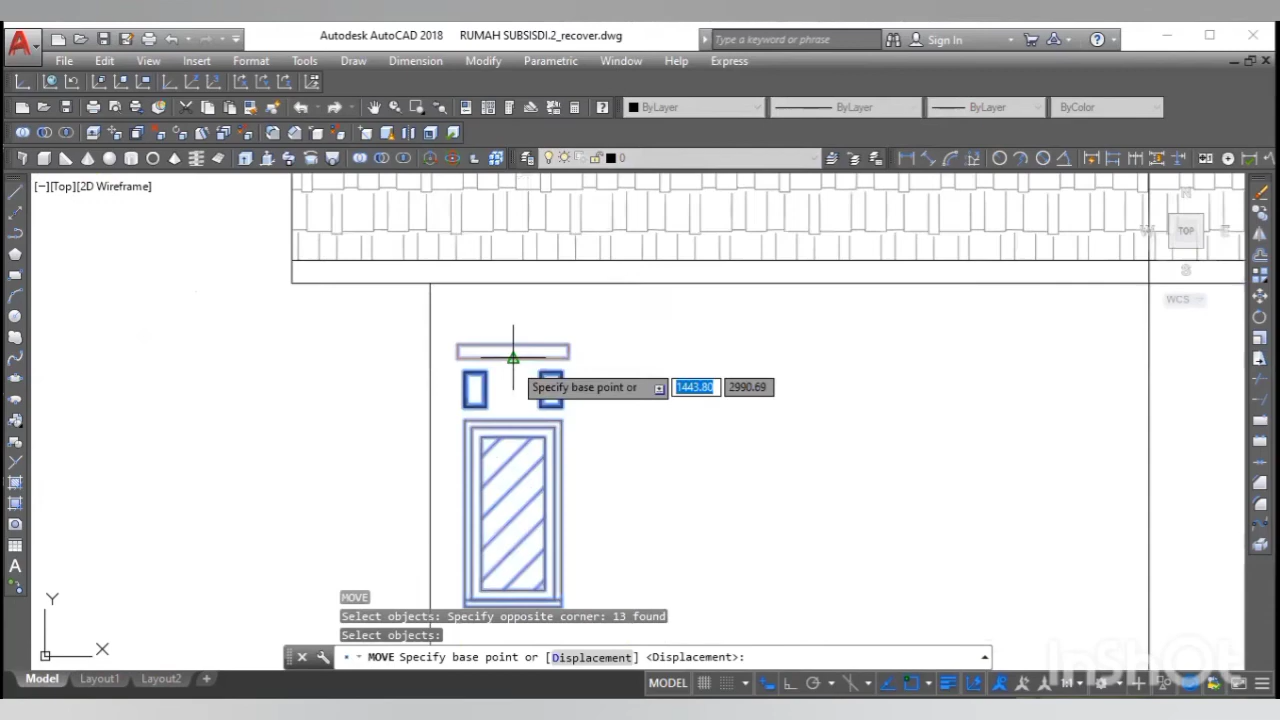 Autodesk AutoCAD 2018 RUMAH SUBSISDI.2_recover.dwg
Type a keyword or phrase
Sign In
File Edit View Insert Format Tools Draw Dimension Modify Parametric Window Help Express
ByLayer ByLayer ByLayer ByColor
0
[−][Top][2D Wireframe]
N
W TOP E
S
WCS
Specify base point or 1443.80 2990.69
MOVE
Select objects: Specify opposite corner: 13 found
Select objects:
Y
X
MOVE Specify base point or [Displacement] <Displacement>:
InShOt
Model Layout1 Layout2 +
MODEL 1:1
A